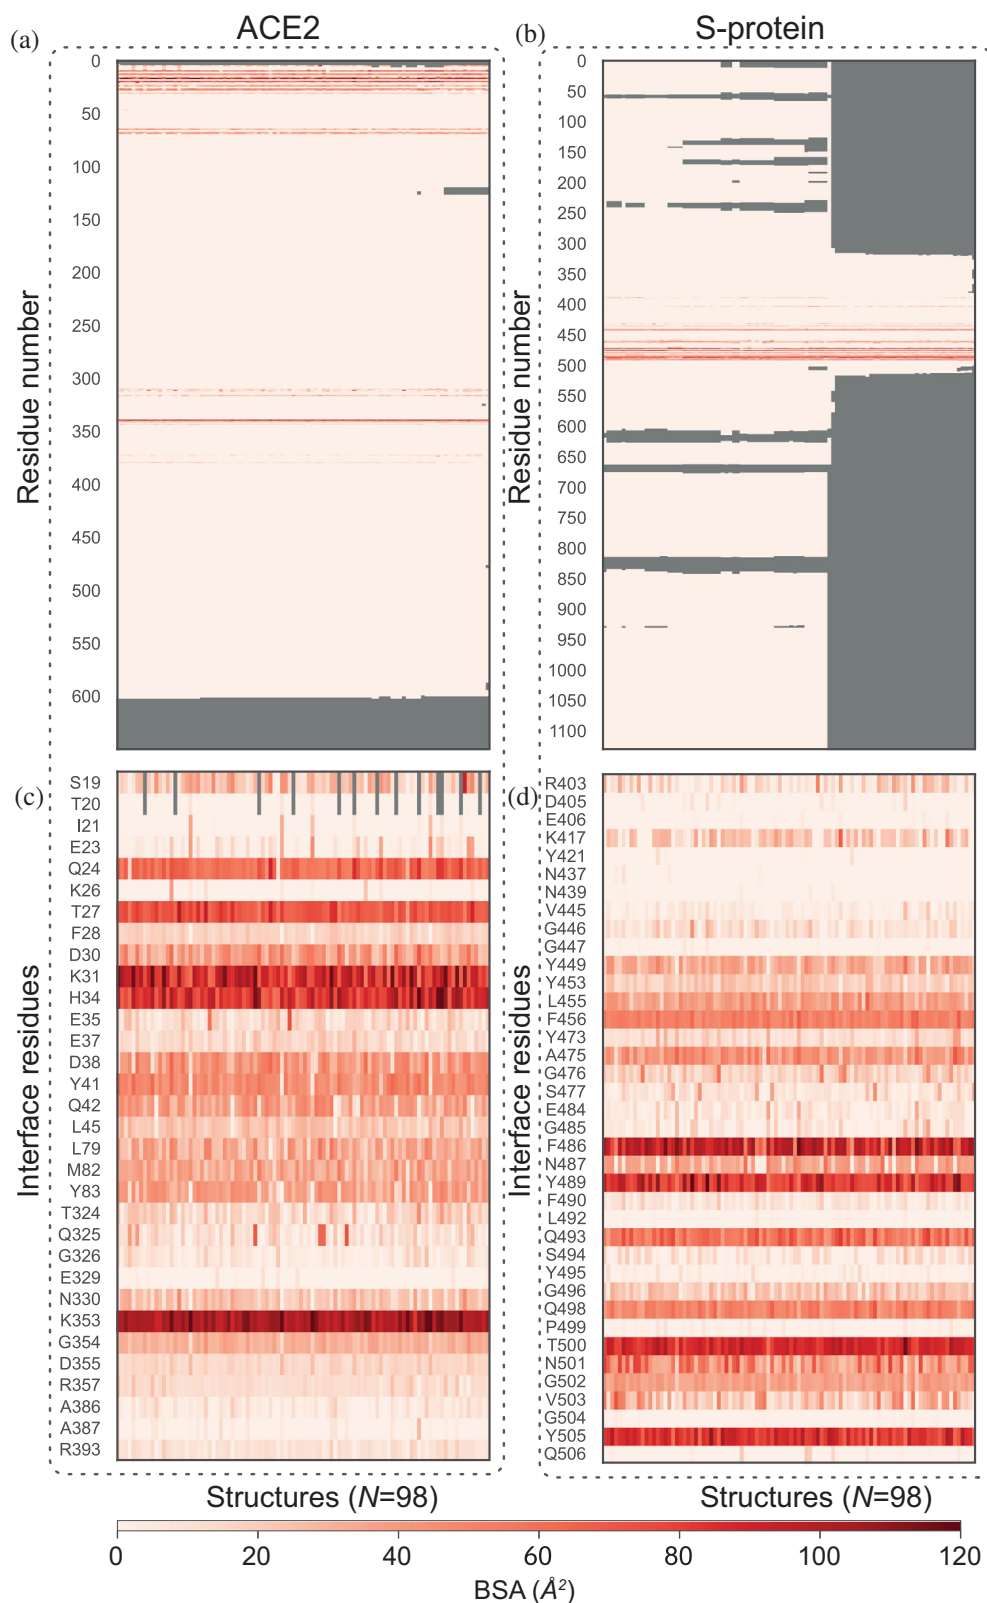 (a)
ACE2
(b)
S-protein
Residue number
0
50
100
150
200
250
300
350
400
450
500
550
600
Residue number
0
50
100
150
200
250
300
350
400
450
500
550
600
650
700
750
800
850
900
950
1000
1050
1100
(c)
Interface residues
S19
T20
I21
E23
Q24
K26
T27
F28
D30
K31
H34
E35
E37
D38
Y41
Q42
L45
L79
M82
Y83
T324
Q325
G326
E329
N330
K353
G354
D355
R357
A386
A387
R393
Structures (N=98)
(d)
Interface residues
R403
D405
E406
K417
Y421
N437
N439
V445
G446
G447
Y449
Y453
L455
F456
Y473
A475
G476
S477
E484
G485
F486
N487
Y489
F490
L492
Q493
S494
Y495
G496
Q498
P499
T500
N501
G502
V503
G504
Y505
Q506
Structures (N=98)
0 20 40 60 80 100 120
BSA (Å²)